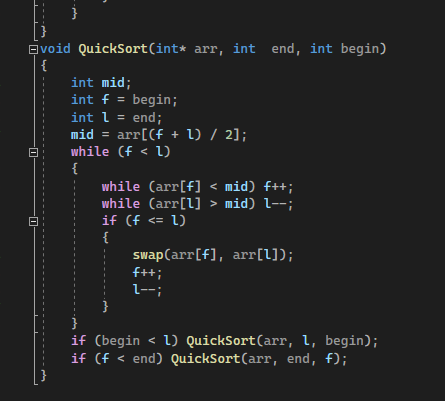 }
}
void QuickSort(int* arr, int  end, int begin)
{
int mid;
int f = begin;
int l = end;
mid = arr[(f + l) / 2];
while (f < l)
{
while (arr[f] < mid) f++;
while (arr[l] > mid) l--;
if (f <= l)
{
swap(arr[f], arr[l]);
f++;
l--;
}
}
if (begin < l) QuickSort(arr, l, begin);
if (f < end) QuickSort(arr, end, f);
}